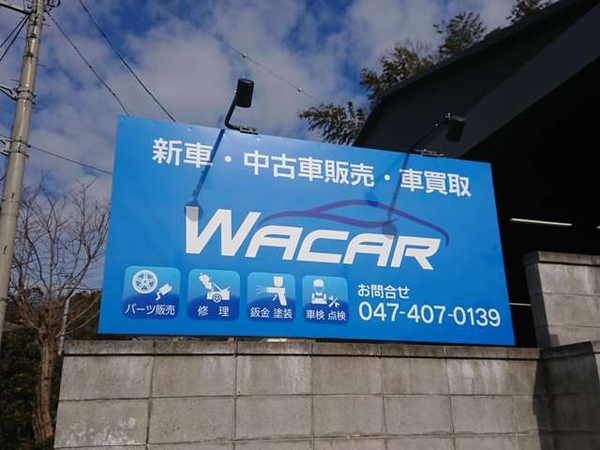 新車・中古車販売・車買取
WACAR
パーツ販売
修理
鈑金 塗装
車検 点検
お問合せ
047-407-0139